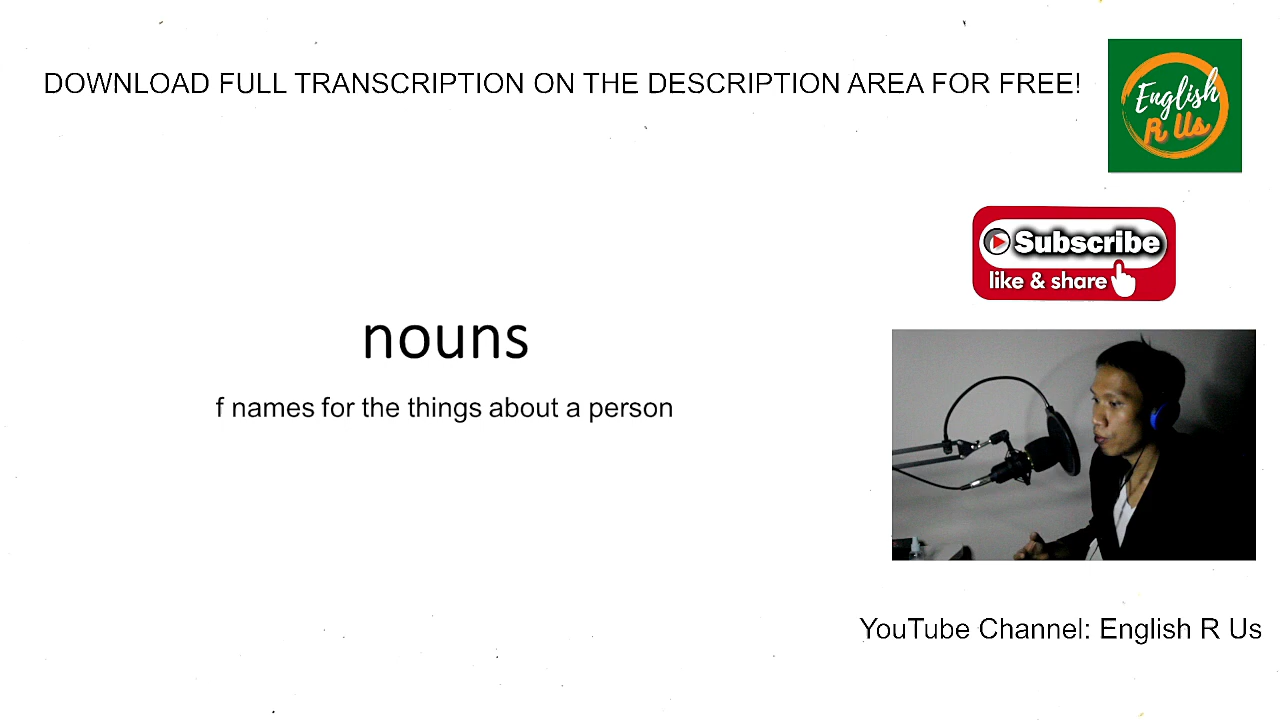 DOWNLOAD FULL TRANSCRIPTION ON THE DESCRIPTION AREA FOR FREE!
English
R Us
Subscribe
like & share
nouns
f names for the things about a person
YouTube Channel: English R Us